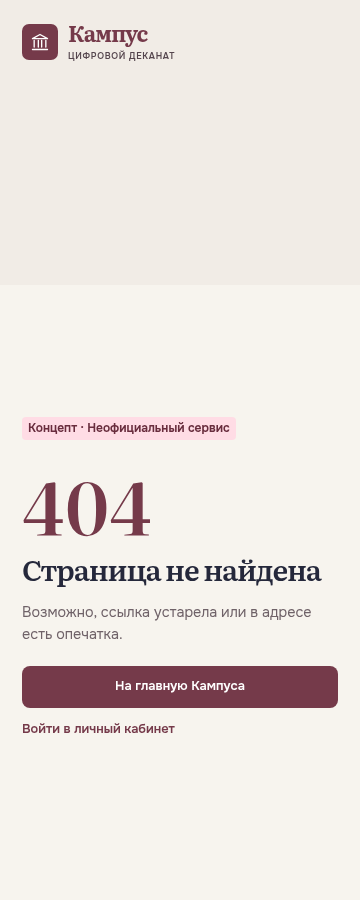 Кампус
ЦИФРОВОЙ ДЕКАНАТ
Концепт · Неофициальный сервис
404
Страница не найдена
Возможно, ссылка устарела или в адресе
есть опечатка.
На главную Кампуса
Войти в личный кабинет